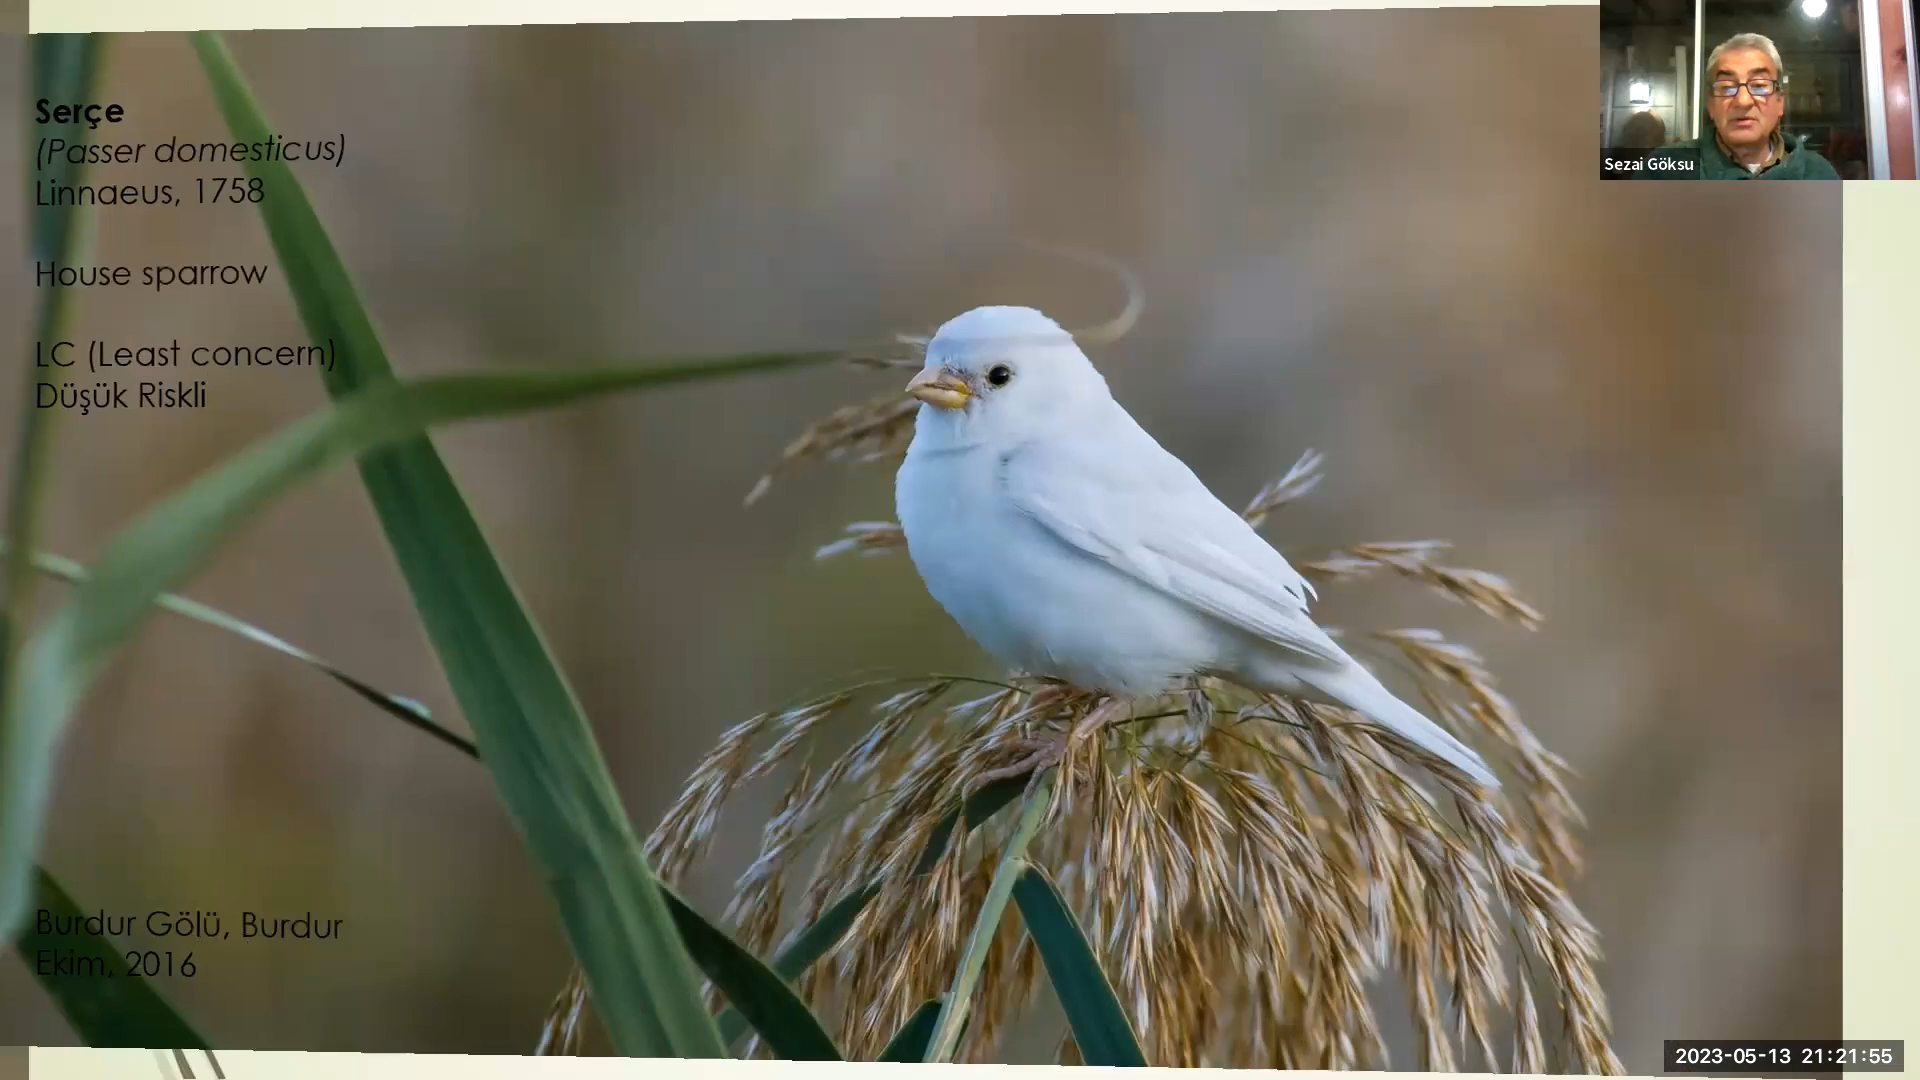 Serçe
(Passer domesticus)
Linnaeus, 1758
House sparrow
LC (Least concern)
Düşük Riskli
Burdur Gölü, Burdur
Ekim, 2016
Sezai Göksu
2023-05-13 21:21:55